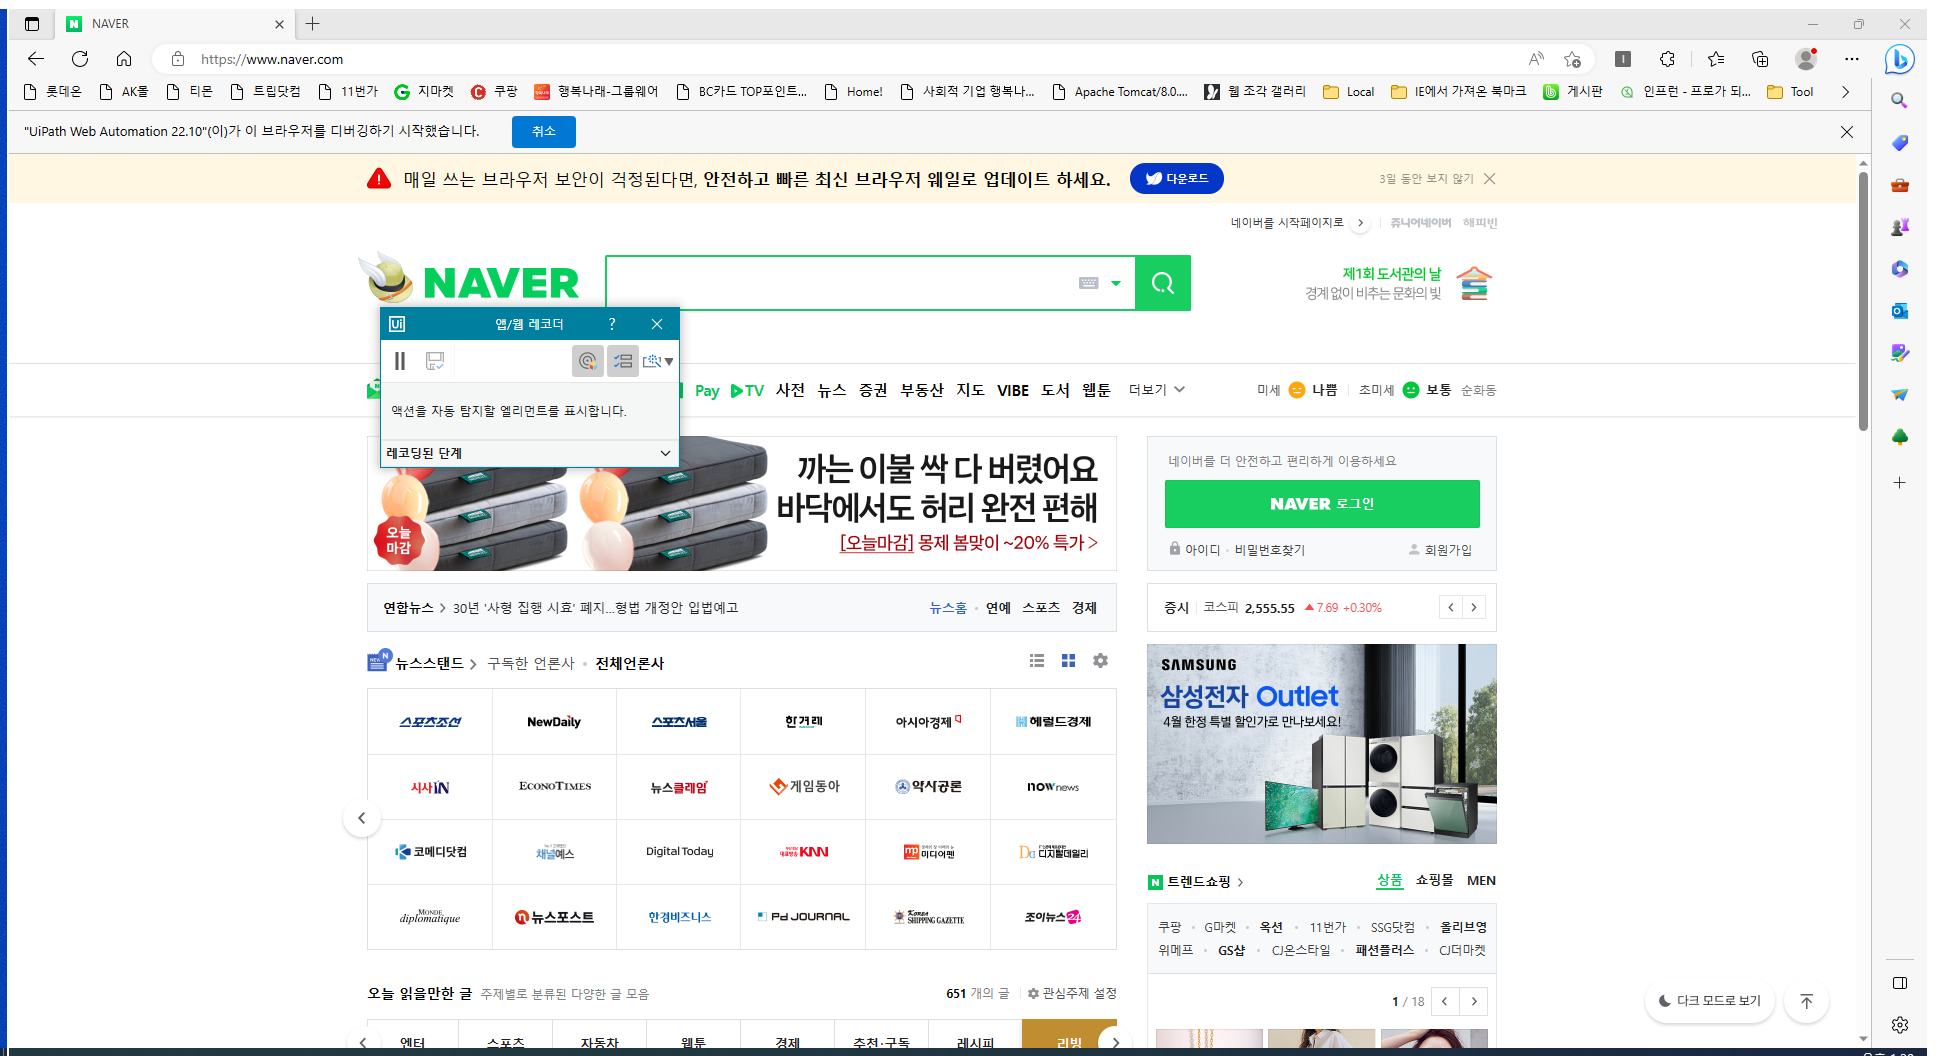 NAVER
https://www.naver.com
롯데온 AK몰 티몬 트립닷컴 11번가 지마켓 쿠팡 행복나래-그룹웨어 BC카드 TOP포인트... Home! 사회적 기업 행복나... Apache Tomcat/8.0.... 웹 조각 갤러리 Local IE에서 가져온 북마크 게시판 인프런 - 프로가 되... Tool
"UiPath Web Automation 22.10"(이)가 이 브라우저를 디버깅하기 시작했습니다. 취소
매일 쓰는 브라우저 보안이 걱정된다면, 안전하고 빠른 최신 브라우저 웨일로 업데이트 하세요. 다운로드 3일 동안 보지 않기
네이버를 시작페이지로 쥬니어네이버 해피빈
NAVER
제1회 도서관의 날
경계 없이 비추는 문화의 빛
Ui 앱/웹 레코더 ?
액션을 자동 탐지할 엘리먼트를 표시합니다.
레코딩된 단계
Pay TV 사전 뉴스 증권 부동산 지도 VIBE 도서 웹툰 더보기 미세 나쁨 초미세 보통 순화동
까는 이불 싹 다 버렸어요
바닥에서도 허리 완전 편해
[오늘마감] 몽제 봄맞이 ~20% 특가 >
오늘
마감
네이버를 더 안전하고 편리하게 이용하세요
NAVER 로그인
아이디 · 비밀번호찾기 회원가입
연합뉴스 > 30년 '사형 집행 시효' 폐지...형법 개정안 입법예고 뉴스홈 · 연예 스포츠 경제
증시 코스피 2,555.55 ▲7.69 +0.30%
뉴스스탠드 > 구독한 언론사 · 전체언론사
스포츠조선 NewDaily 스포츠서울 한겨레 아시아경제 헤럴드경제
시사IN ECONOTIMES 뉴스클레임 게임동아 약사공론 nownews
코메디닷컴 채널예스 Digital Today KNN 미디어펜 디지털데일리
MONDE diplomatique 뉴스포스트 한경비즈니스 Pd JOURNAL KOREA SHIPPING GAZETTE 조이뉴스24
SAMSUNG
삼성전자 Outlet
4월 한정 특별 할인가로 만나보세요!
트렌드쇼핑 > 상품 쇼핑몰 MEN
쿠팡 · G마켓 · 옥션 · 11번가 · SSG닷컴 · 올리브영
위메프 · GS샵 · CJ온스타일 · 패션플러스 · CJ더마켓
1 / 18
오늘 읽을만한 글 주제별로 분류된 다양한 글 모음 651 개의 글 관심주제 설정
다크 모드로 보기
엔터 스포츠 자동차 웹툰 경제 추천·구독 레시피 리빙